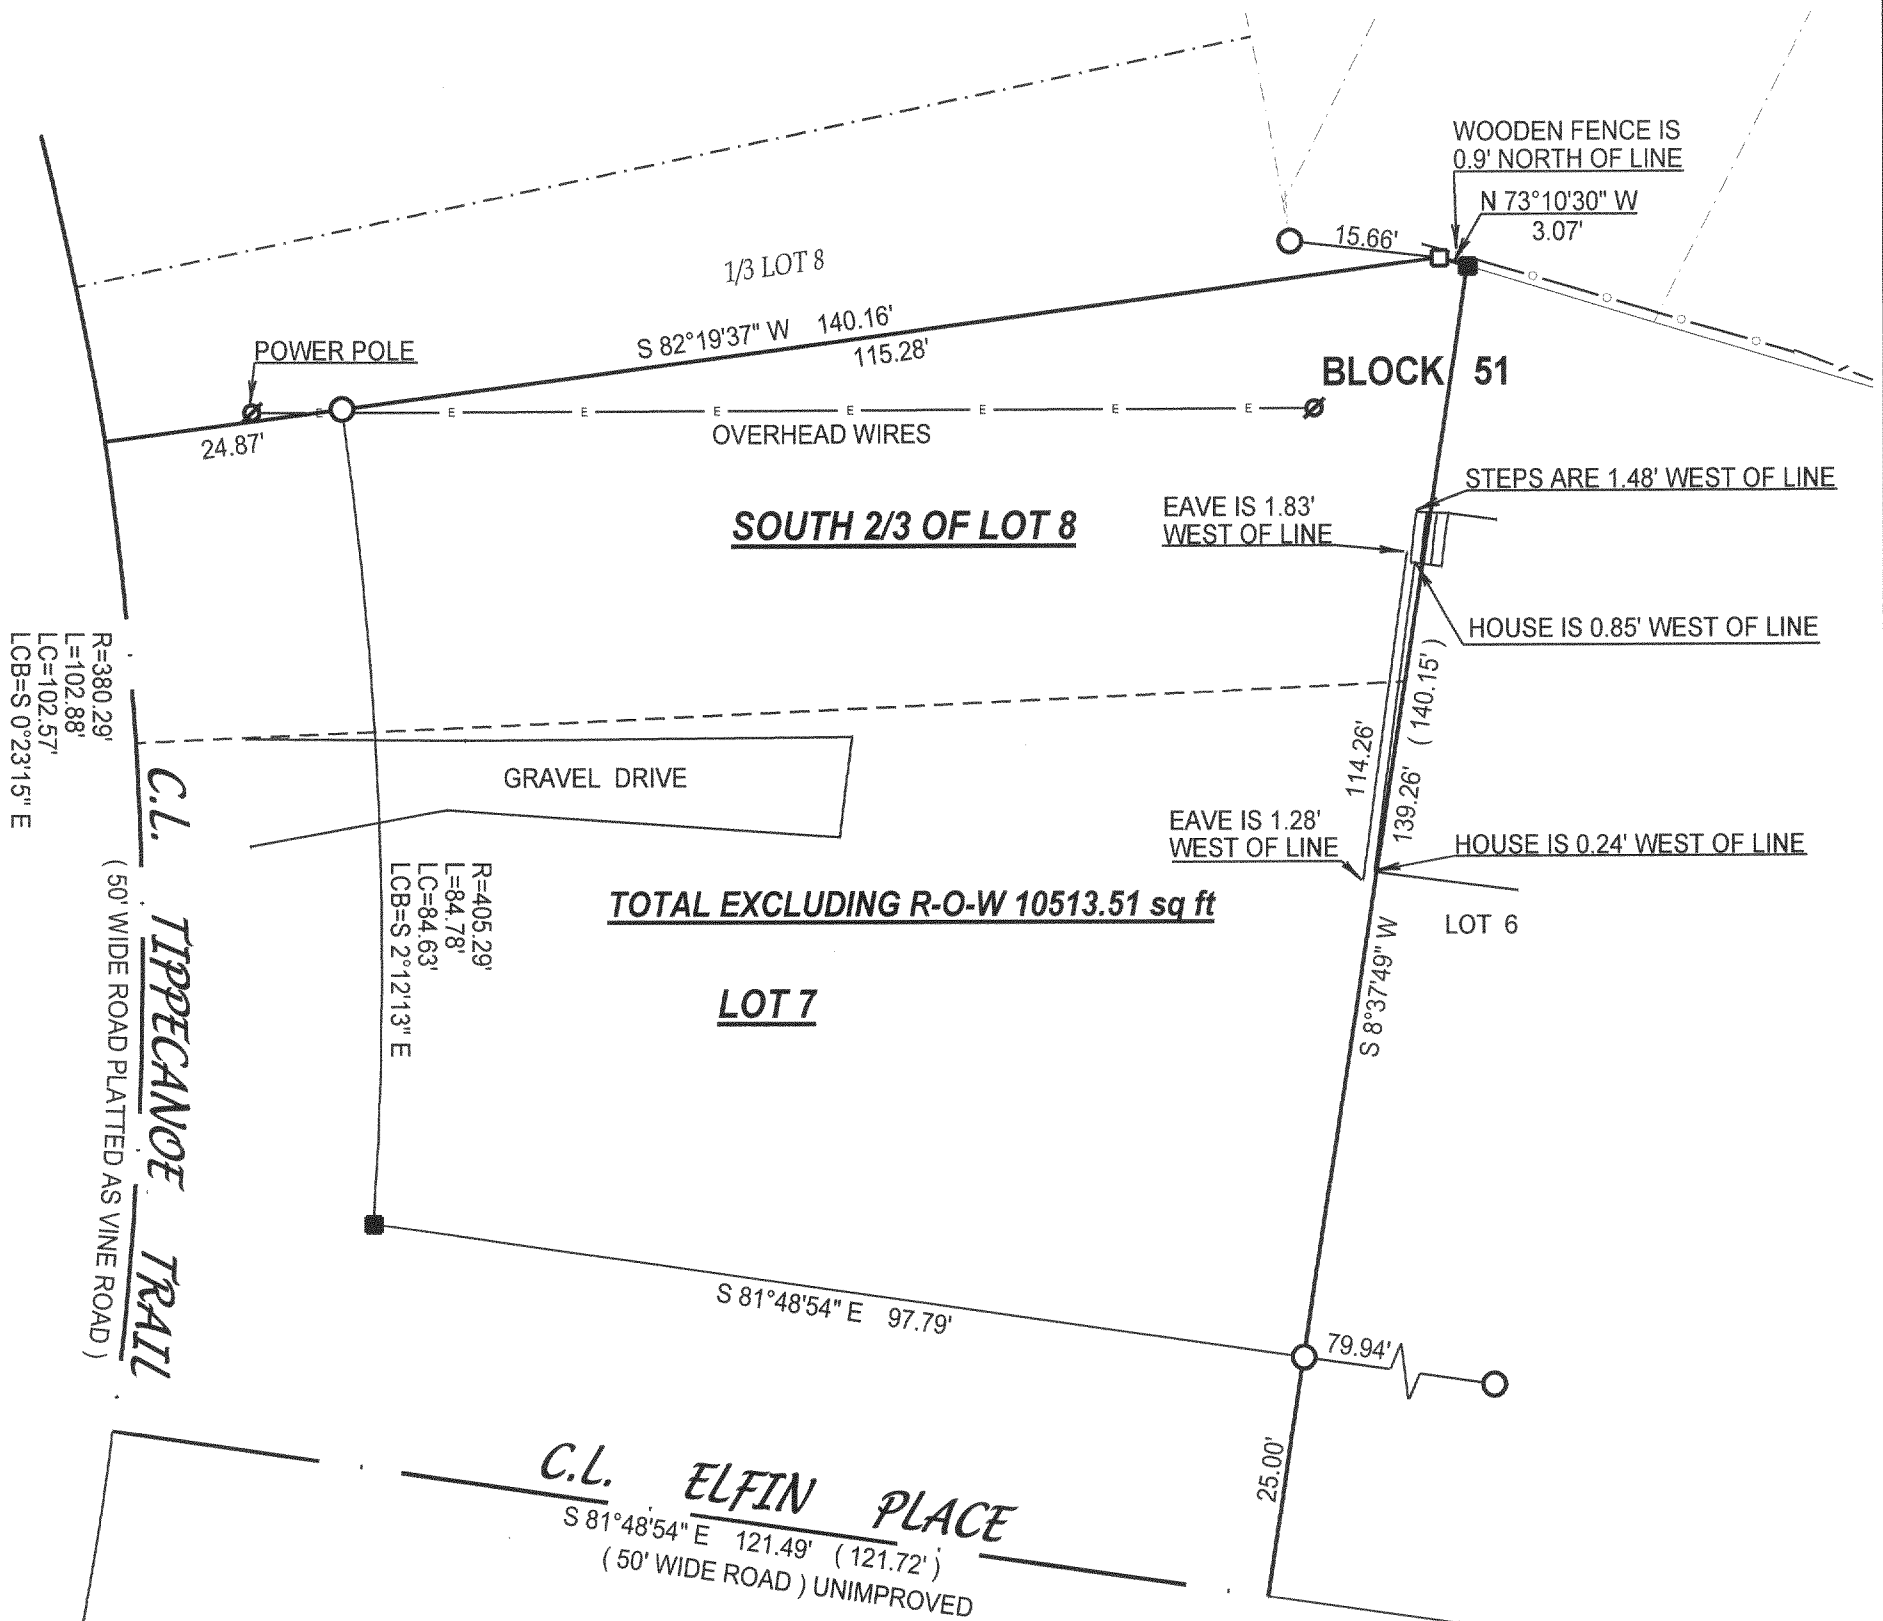 WOODEN FENCE IS
0.9' NORTH OF LINE
N 73°10'30" W
3.07'
15.66'
1/3 LOT 8
S 82°19'37" W 140.16'
115.28'
POWER POLE
BLOCK 51
24.87'
E E E E E E E E
OVERHEAD WIRES
STEPS ARE 1.48' WEST OF LINE
EAVE IS 1.83'
WEST OF LINE
SOUTH 2/3 OF LOT 8
HOUSE IS 0.85' WEST OF LINE
R=380.29'
L=102.88'
LC=102.57'
LCB=S 0°23'15" E
114.26'
139.26' ( 140.15' )
GRAVEL DRIVE
EAVE IS 1.28'
WEST OF LINE
HOUSE IS 0.24' WEST OF LINE
C.L. TIPPECANOE TRAIL
( 50' WIDE ROAD PLATTED AS VINE ROAD )
R=405.29'
L=84.78'
LC=84.63'
LCB=S 2°12'13" E
TOTAL EXCLUDING R-O-W 10513.51 sq ft
LOT 6
S 8°37'49" W
LOT 7
S 81°48'54" E 97.79'
79.94'
25.00'
C.L. ELFIN PLACE
S 81°48'54" E 121.49' ( 121.72' )
( 50' WIDE ROAD ) UNIMPROVED